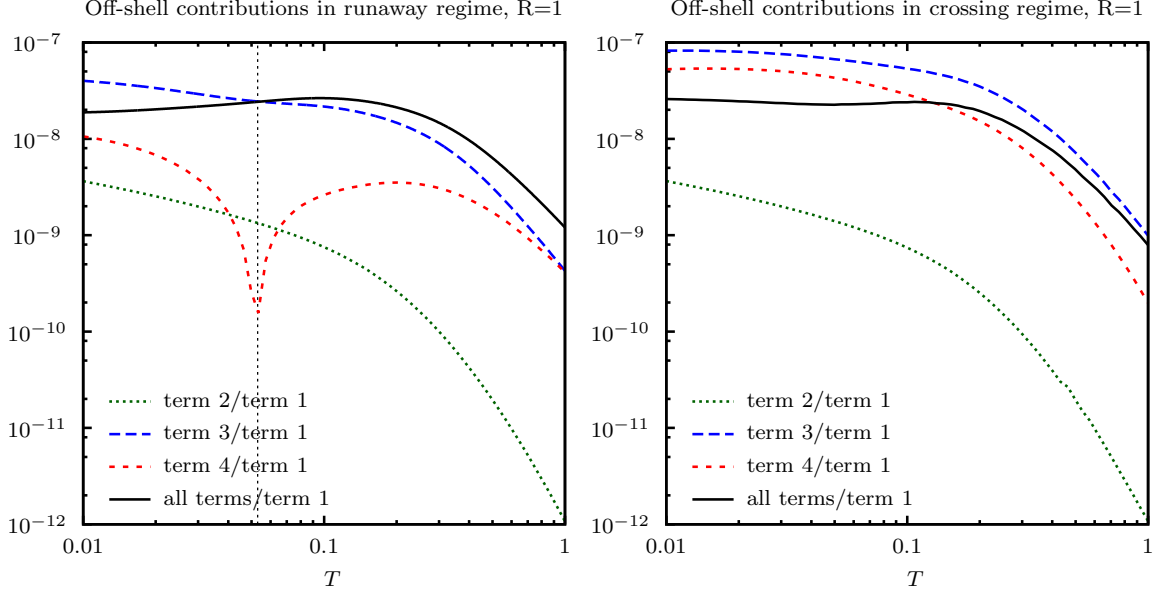 Off-shell contributions in runaway regime, R=1
10⁻⁷
10⁻⁸
10⁻⁹
10⁻¹⁰
10⁻¹¹
10⁻¹²
term 2/term 1
term 3/term 1
term 4/term 1
all terms/term 1
0.01
0.1
1
T
Off-shell contributions in crossing regime, R=1
10⁻⁷
10⁻⁸
10⁻⁹
10⁻¹⁰
10⁻¹¹
10⁻¹²
term 2/term 1
term 3/term 1
term 4/term 1
all terms/term 1
0.01
0.1
1
T